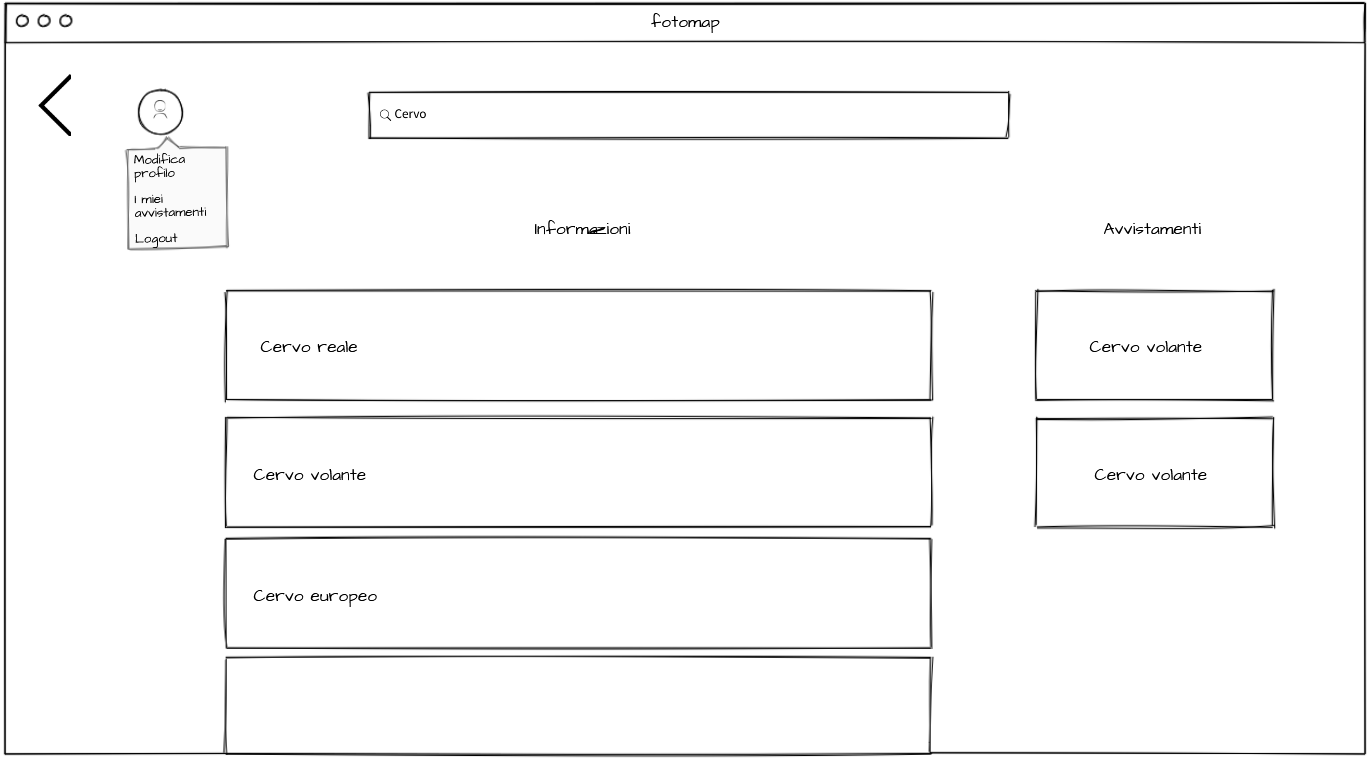 fotomap
Cervo
Modifica
profilo
I miei
avvistamenti
Logout
Informazioni
Avvistamenti
Cervo reale
Cervo volante
Cervo volante
Cervo volante
Cervo europeo